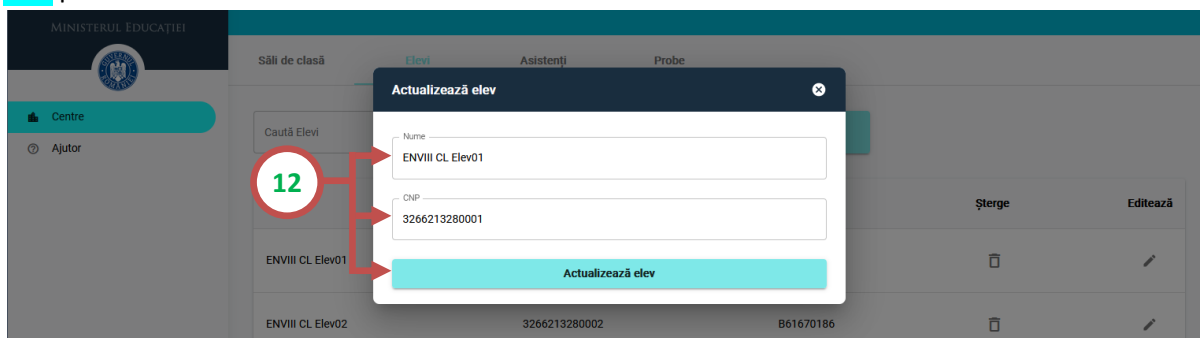 MINISTERUL EDUCAȚIEI
Săli de clasă Elevi Asistenți Probe
Actualizează elev
Centre
Caută Elevi
Nume
ENVIII CL Elev01
Ajutor
12
CNP
3266213280001
Șterge Editează
ENVIII CL Elev01
Actualizează elev
ENVIII CL Elev02 3266213280002 B61670186